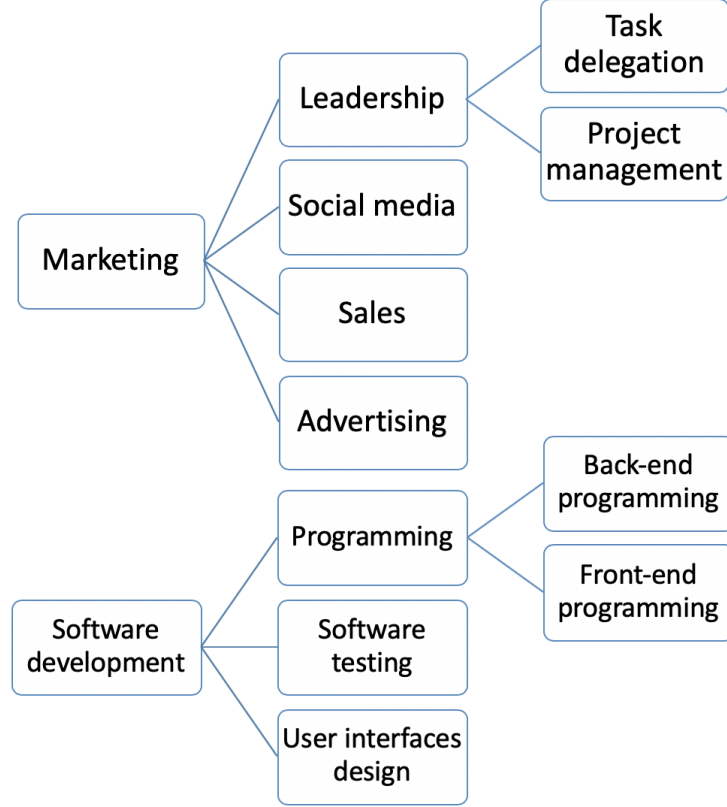 Task
delegation
Leadership
Project
management
Social media
Marketing
Sales
Advertising
Back-end
programming
Programming
Front-end
programming
Software
development
Software
testing
User interfaces
design